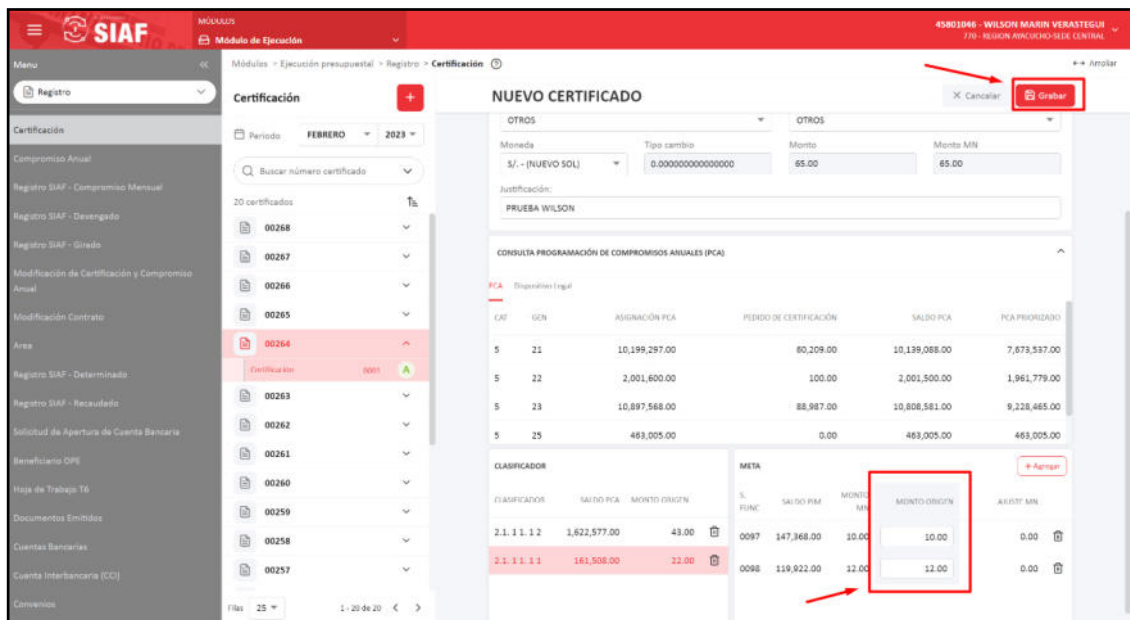 SIAF
MÓDULOS
Módulo de Ejecución
45801046 - WILSON MARIN VERASTEGUI
770 - REGION AYACUCHO-SEDE CENTRAL
Menu
Registro
Certificación
Compromiso Anual
Registro SIAF - Compromiso Mensual
Registro SIAF - Devengado
Registro SIAF - Girado
Modificación de Certificación y Compromiso
Anual
Modificación Contrato
Area
Registro SIAF - Determinado
Registro SIAF - Recaudado
Solicitud de Apertura de Cuenta Bancaria
Beneficiario OPE
Hoja de Trabajo T6
Documentos Emitidos
Cuentas Bancarias
Cuenta Interbancaria (CCI)
Convenios
Módulos > Ejecución presupuestal > Registro > Certificación
Ampliar
Certificación
Periodo FEBRERO 2023
Buscar número certificado
20 certificados
00268
00267
00266
00265
00264
Certificación 0001 A
00263
00262
00261
00260
00259
00258
00257
Filas 25 1 - 20 de 20
NUEVO CERTIFICADO
Cancelar
Grabar
OTROS OTROS
Moneda Tipo cambio Monto Monto MN
S/. - (NUEVO SOL) 0.000000000000000 65.00 65.00
Justificación:
PRUEBA WILSON
CONSULTA PROGRAMACIÓN DE COMPROMISOS ANUALES (PCA)
PCA Dispositivo Legal
CAT GEN ASIGNACIÓN PCA PEDIDO DE CERTIFICACIÓN SALDO PCA PCA PRIORIZADO
5 21 10,199,297.00 60,209.00 10,139,088.00 7,673,537.00
5 22 2,001,600.00 100.00 2,001,500.00 1,961,779.00
5 23 10,897,568.00 88,987.00 10,808,581.00 9,228,465.00
5 25 463,005.00 0.00 463,005.00 463,005.00
CLASIFICADOR
CLASIFICADOR SALDO PCA MONTO ORIGEN
2.1. 1 1. 1 2 1,622,577.00 43.00
2.1. 1 1. 1 1 161,508.00 22.00
META
+ Agregar
S. FUNC SALDO PIM MONTO MN MONTO ORIGEN AJUSTE MN
0097 147,368.00 10.00 10.00 0.00
0098 119,922.00 12.00 12.00 0.00